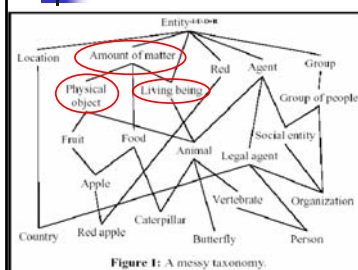 Entity
Location Amount of matter Red Agent Group
Physical object Living being Group of people
Fruit Food Animal Legal agent Social entity
Apple Caterpillar Vertebrate Organization
Country Red apple Butterfly Person
Figure 1: A messy taxonomy.